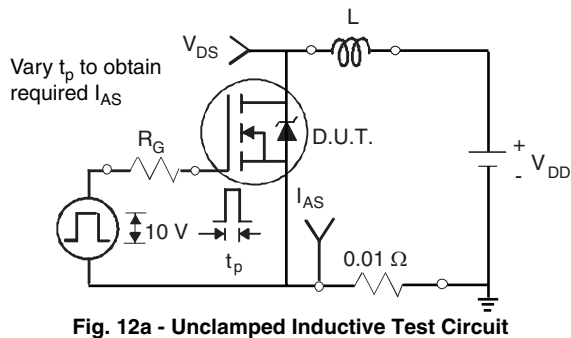 L
V_DS
Vary t_p to obtain
required I_AS
R_G
D.U.T.
+
V_DD
-
I_AS
10 V
t_p
0.01 Ω
Fig. 12a - Unclamped Inductive Test Circuit